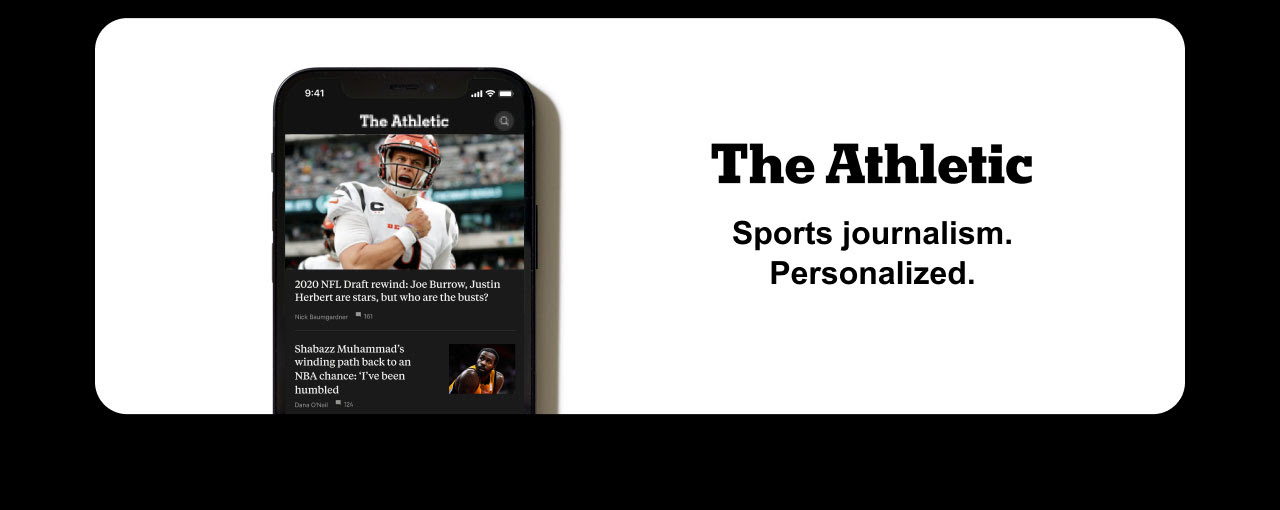 9:41
The Athletic
2020 NFL Draft rewind: Joe Burrow, Justin
Herbert are stars, but who are the busts?
Nick Baumgardner 161
Shabazz Muhammad's
winding path back to an
NBA chance: ‘I’ve been
humbled
Dana O'Neil 124
The Athletic
Sports journalism.
Personalized.